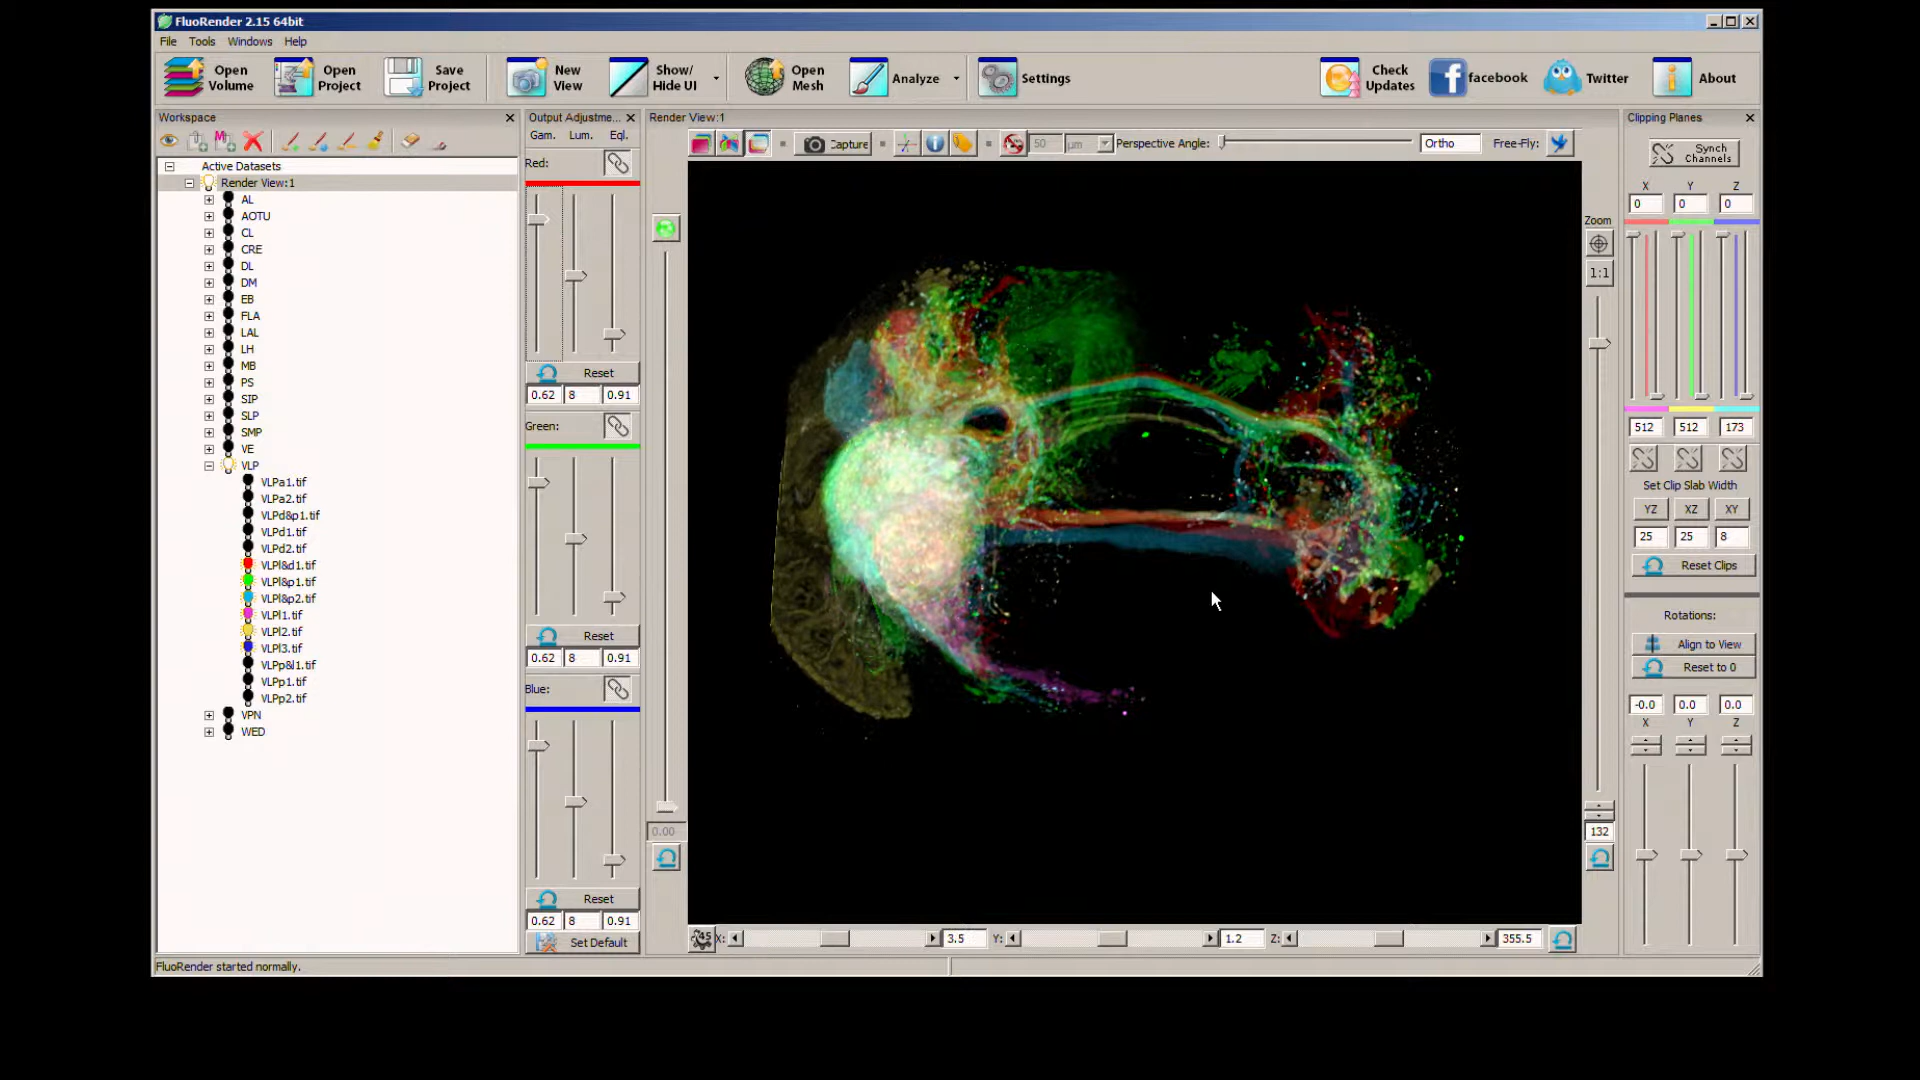 FluoRender 2.15 64bit
File Tools Windows Help
Open Volume
Open Project
Save Project
New View
Show/ Hide UI
Open Mesh
Analyze
Settings
Check Updates
facebook
Twitter
About
Workspace
Output Adjustme...
Render View:1
Clipping Planes
Active Datasets
Render View:1
AL
AOTU
CL
CRE
DL
DM
EB
FLA
LAL
LH
MB
PS
SIP
SLP
SMP
VE
VLP
VLPa1.tif
VLPa2.tif
VLPd&p1.tif
VLPd1.tif
VLPd2.tif
VLPl&d1.tif
VLPl&p1.tif
VLPl&p2.tif
VLPl1.tif
VLPl2.tif
VLPl3.tif
VLPp&l1.tif
VLPp1.tif
VLPp2.tif
VPN
WED
Gam. Lum. Eql.
Red:
Reset
0.62 8 0.91
Green:
Reset
0.62 8 0.91
Blue:
Reset
0.62 8 0.91
Set Default
Capture
50 μm
Perspective Angle:
Ortho
Free-Fly:
0.00
Zoom
1:1
132
45 X: 3.5 Y: 1.2 Z: 355.5
Synch Channels
X Y Z
0 0 0
512 512 173
Set Clip Slab Width
YZ XZ XY
25 25 8
Reset Clips
Rotations:
Align to View
Reset to 0
-0.0 0.0 0.0
X Y Z
FluoRender started normally.